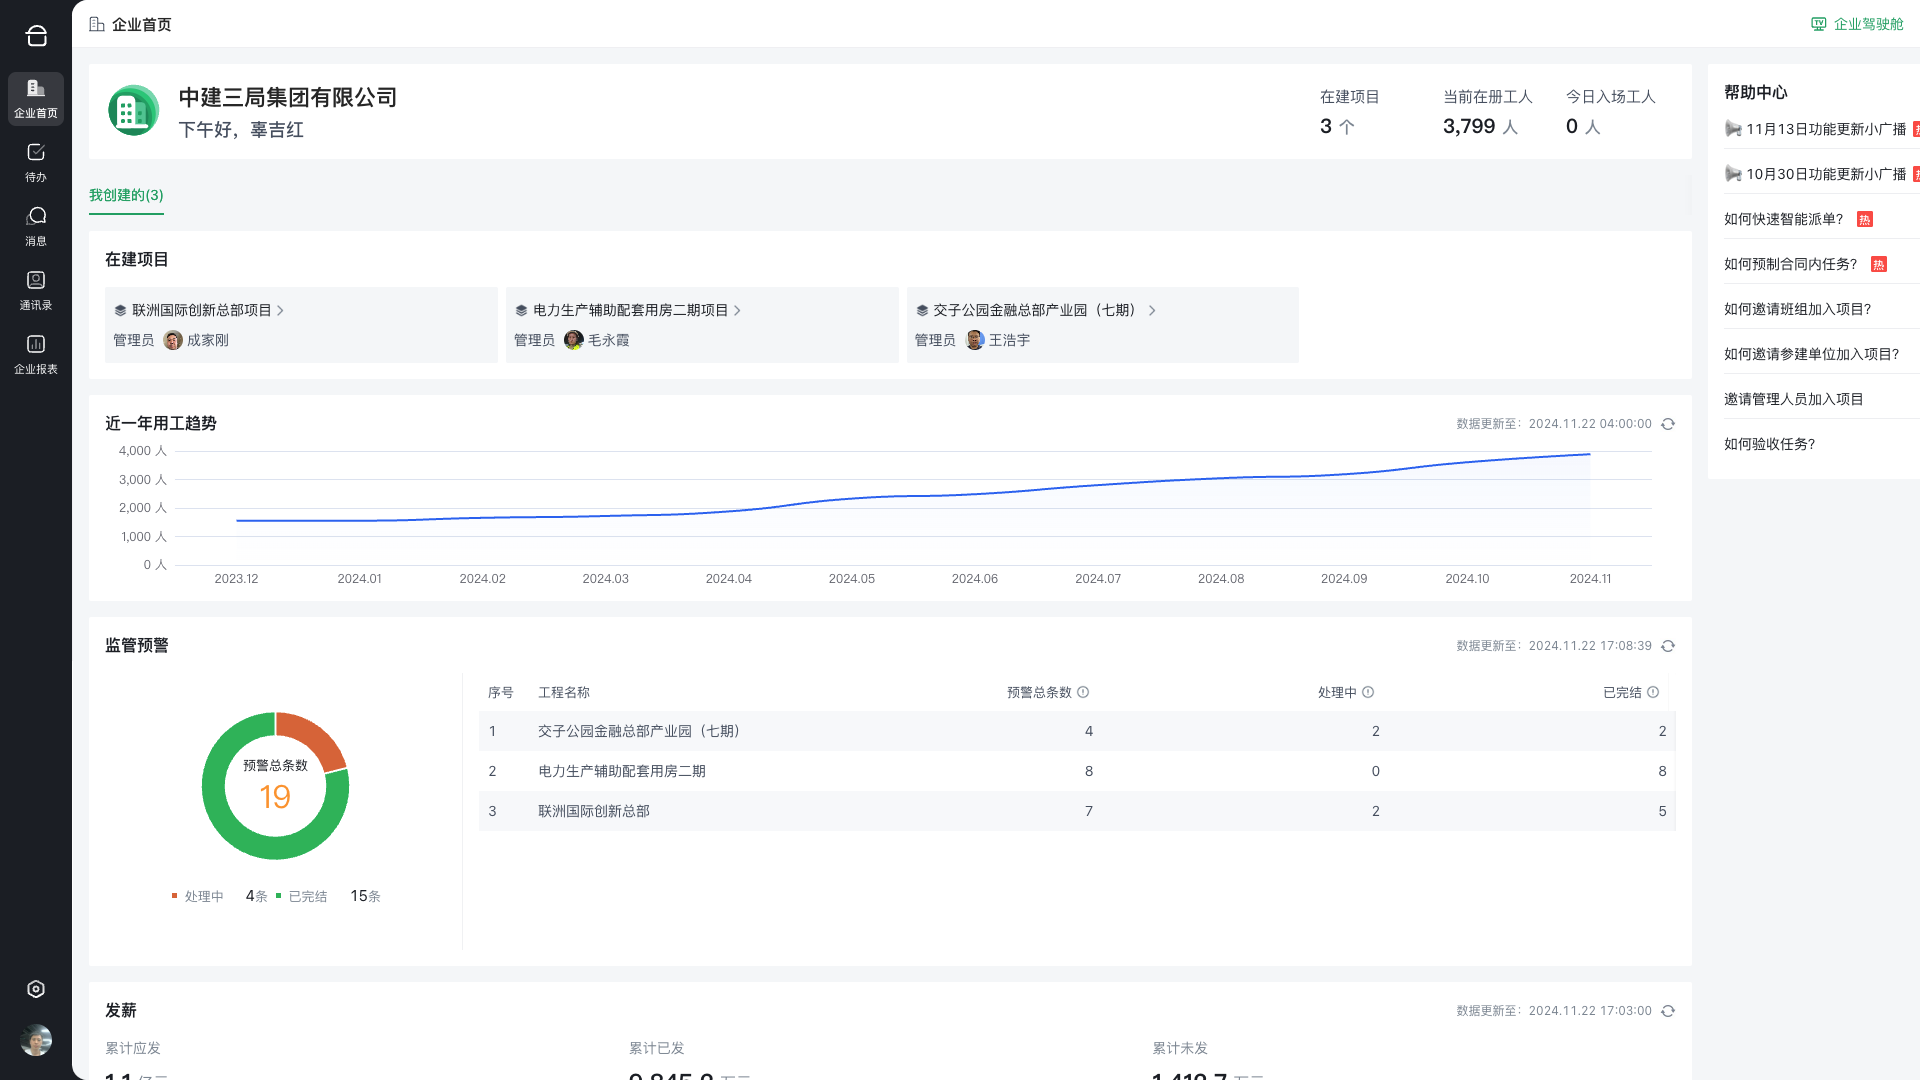 企业首页
企业驾驶舱
企业首页
待办
消息
通讯录
企业报表
中建三局集团有限公司
下午好，辜吉红
在建项目
3 个
当前在册工人
3,799 人
今日入场工人
0 人
我创建的(3)
在建项目
联洲国际创新总部项目
管理员 成家刚
电力生产辅助配套用房二期项目
管理员 毛永霞
交子公园金融总部产业园（七期）
管理员 王浩宇
近一年用工趋势
数据更新至：2024.11.22 04:00:00
4,000 人
3,000 人
2,000 人
1,000 人
0 人
2023.12 2024.01 2024.02 2024.03 2024.04 2024.05 2024.06 2024.07 2024.08 2024.09 2024.10 2024.11
监管预警
数据更新至：2024.11.22 17:08:39
预警总条数
19
处理中 4条 已完结 15条
序号 工程名称 预警总条数 处理中 已完结
1 交子公园金融总部产业园（七期） 4 2 2
2 电力生产辅助配套用房二期 8 0 8
3 联洲国际创新总部 7 2 5
发薪
数据更新至：2024.11.22 17:03:00
累计应发
累计已发
累计未发
帮助中心
11月13日功能更新小广播
10月30日功能更新小广播
如何快速智能派单? 热
如何预制合同内任务? 热
如何邀请班组加入项目?
如何邀请参建单位加入项目?
邀请管理人员加入项目
如何验收任务?